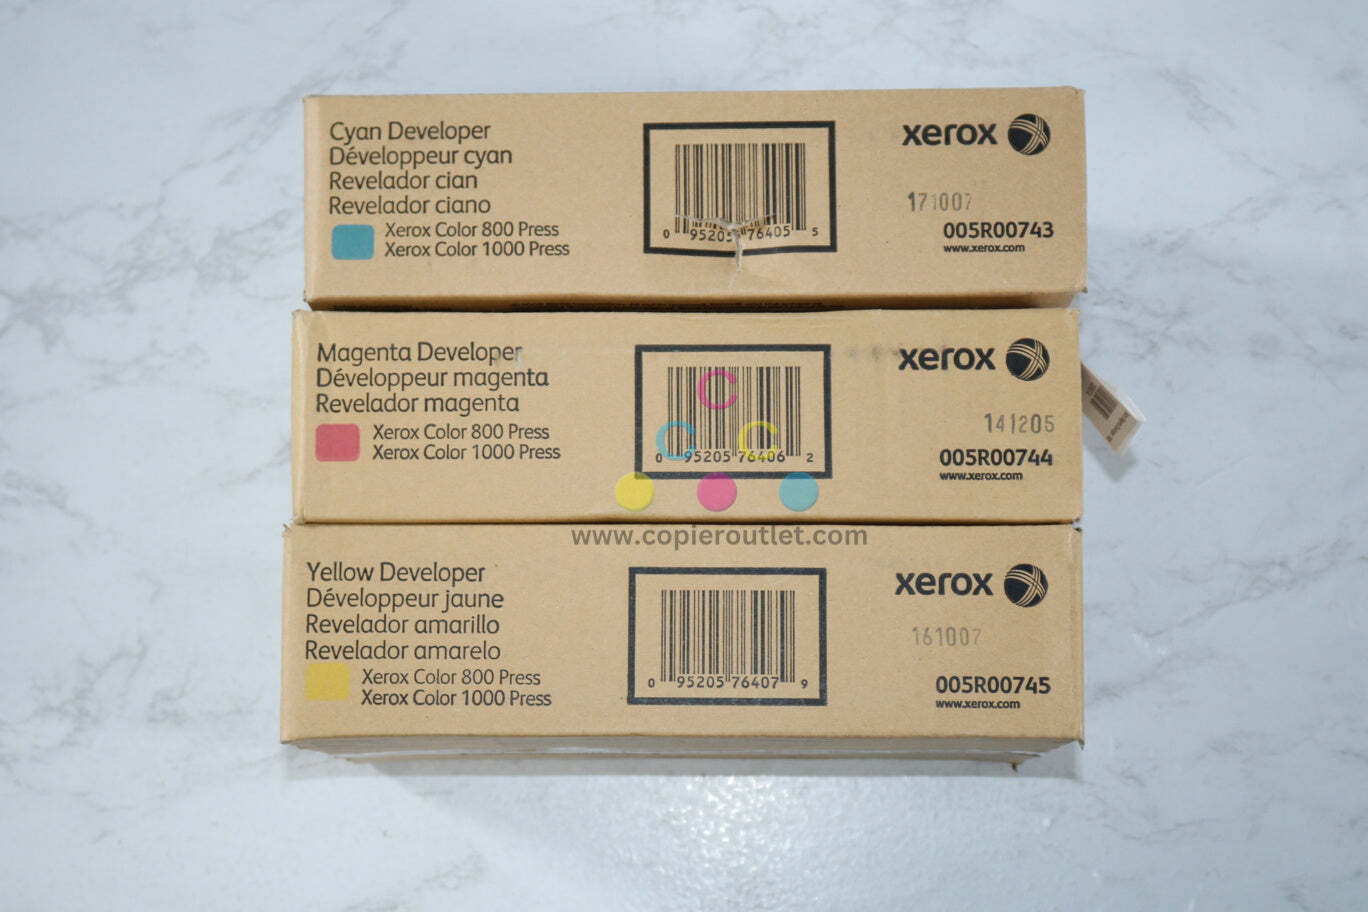 Cyan Developer
Développeur cyan
Revelador cian
Revelador ciano
Xerox Color 800 Press
Xerox Color 1000 Press
0 95205 76405 5
xerox
171007
005R00743
www.xerox.com
Magenta Developer
Développeur magenta
Revelador magenta
Xerox Color 800 Press
Xerox Color 1000 Press
C
C C
0 95205 76406 2
xerox
141205
005R00744
www.xerox.com
www.copieroutlet.com
Yellow Developer
Développeur jaune
Revelador amarillo
Revelador amarelo
Xerox Color 800 Press
Xerox Color 1000 Press
0 95205 76407 9
xerox
161007
005R00745
www.xerox.com